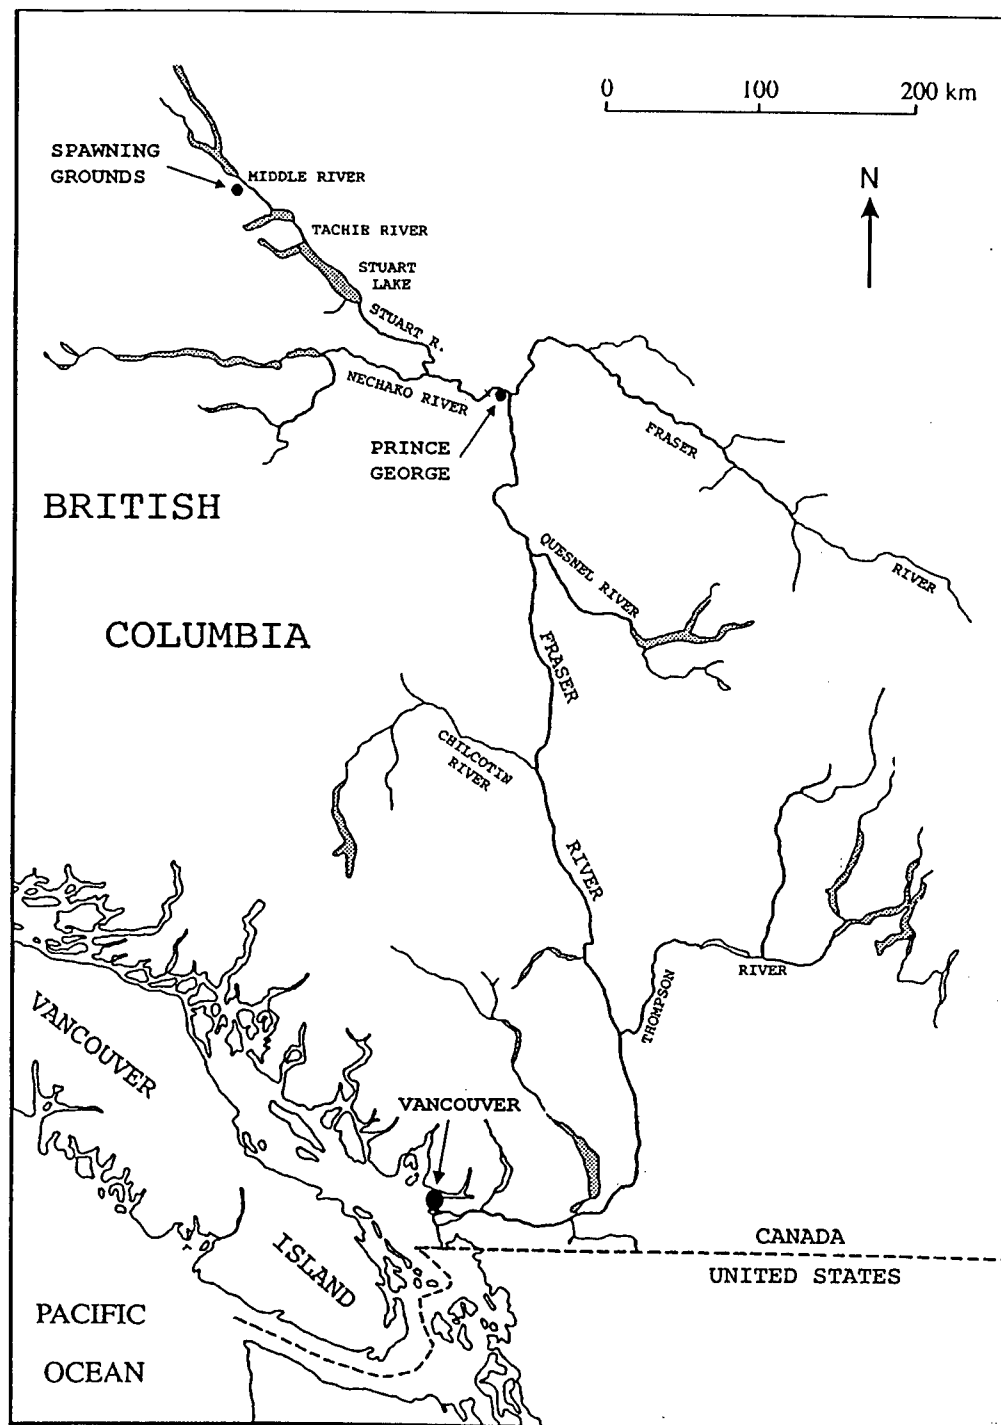 0 100 200 km
SPAWNING
GROUNDS
MIDDLE RIVER
N
TACHIE RIVER
STUART
LAKE
STUART R.
NECHAKO RIVER
PRINCE
GEORGE
FRASER
RIVER
BRITISH
COLUMBIA
QUESNEL RIVER
FRASER
RIVER
CHILCOTIN
RIVER
THOMPSON
RIVER
VANCOUVER
ISLAND
VANCOUVER
CANADA
UNITED STATES
PACIFIC
OCEAN